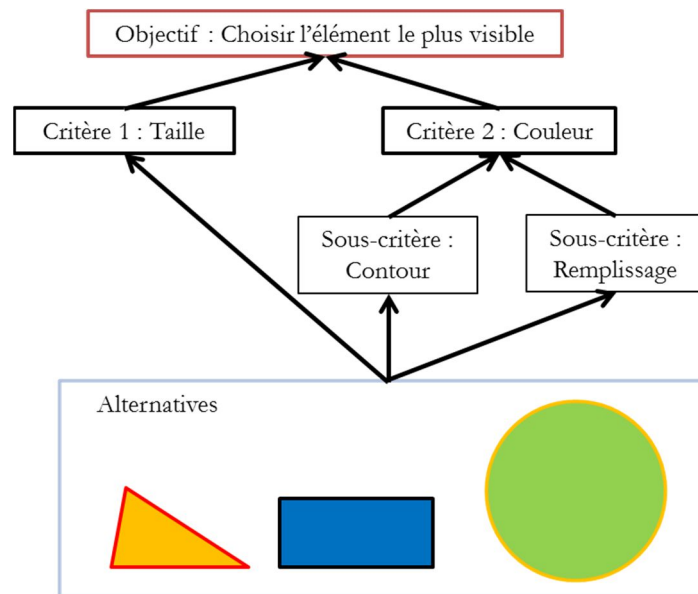 Objectif : Choisir l’élément le plus visible
Critère 1 : Taille
Critère 2 : Couleur
Sous-critère :
Contour
Sous-critère :
Remplissage
Alternatives